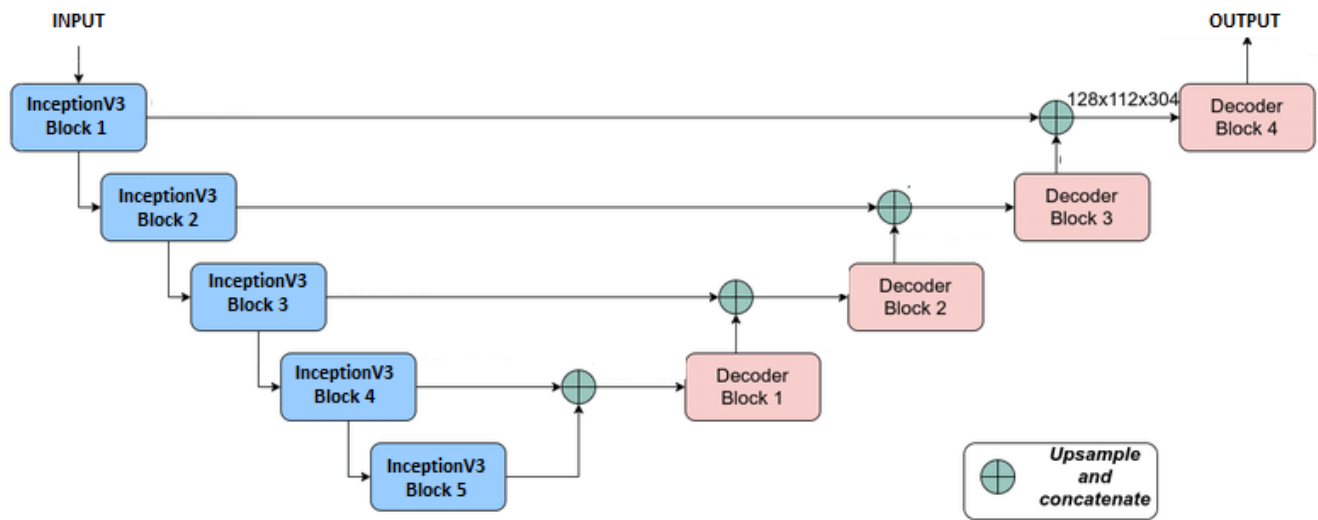 INPUT
OUTPUT
InceptionV3
Block 1
128x112x304
Decoder
Block 4
InceptionV3
Block 2
Decoder
Block 3
InceptionV3
Block 3
Decoder
Block 2
InceptionV3
Block 4
Decoder
Block 1
InceptionV3
Block 5
Upsample
and
concatenate